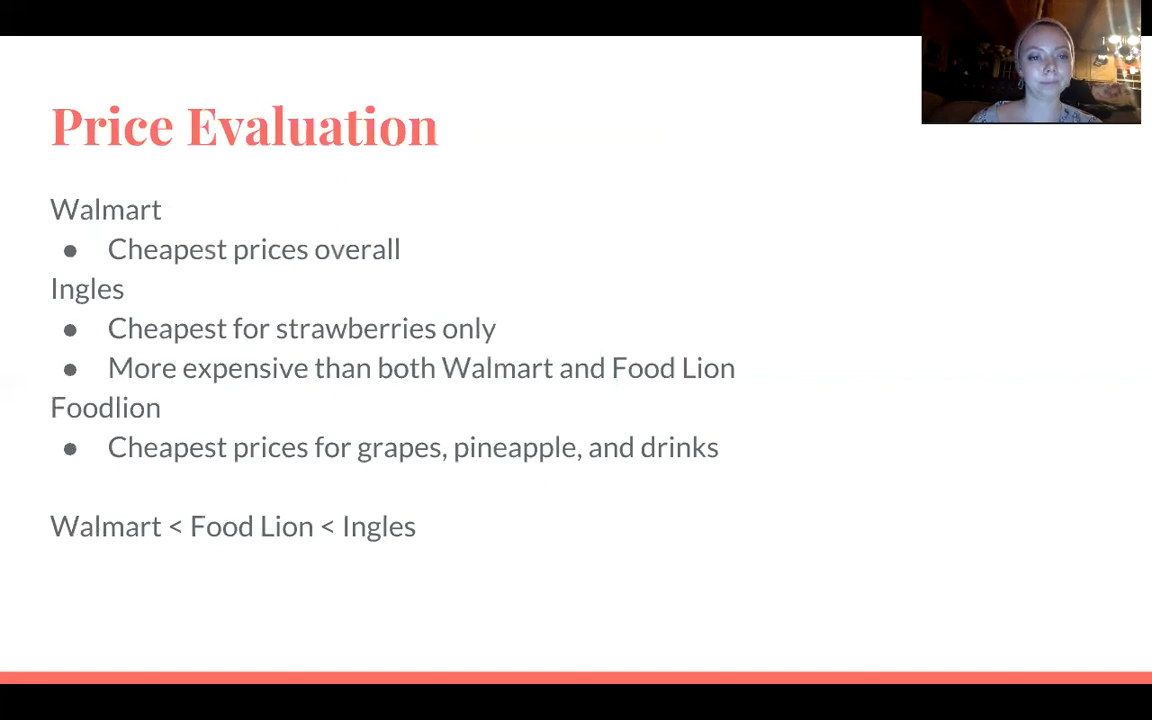 Price Evaluation
Walmart
● Cheapest prices overall
Ingles
● Cheapest for strawberries only
● More expensive than both Walmart and Food Lion
Foodlion
● Cheapest prices for grapes, pineapple, and drinks
Walmart < Food Lion < Ingles